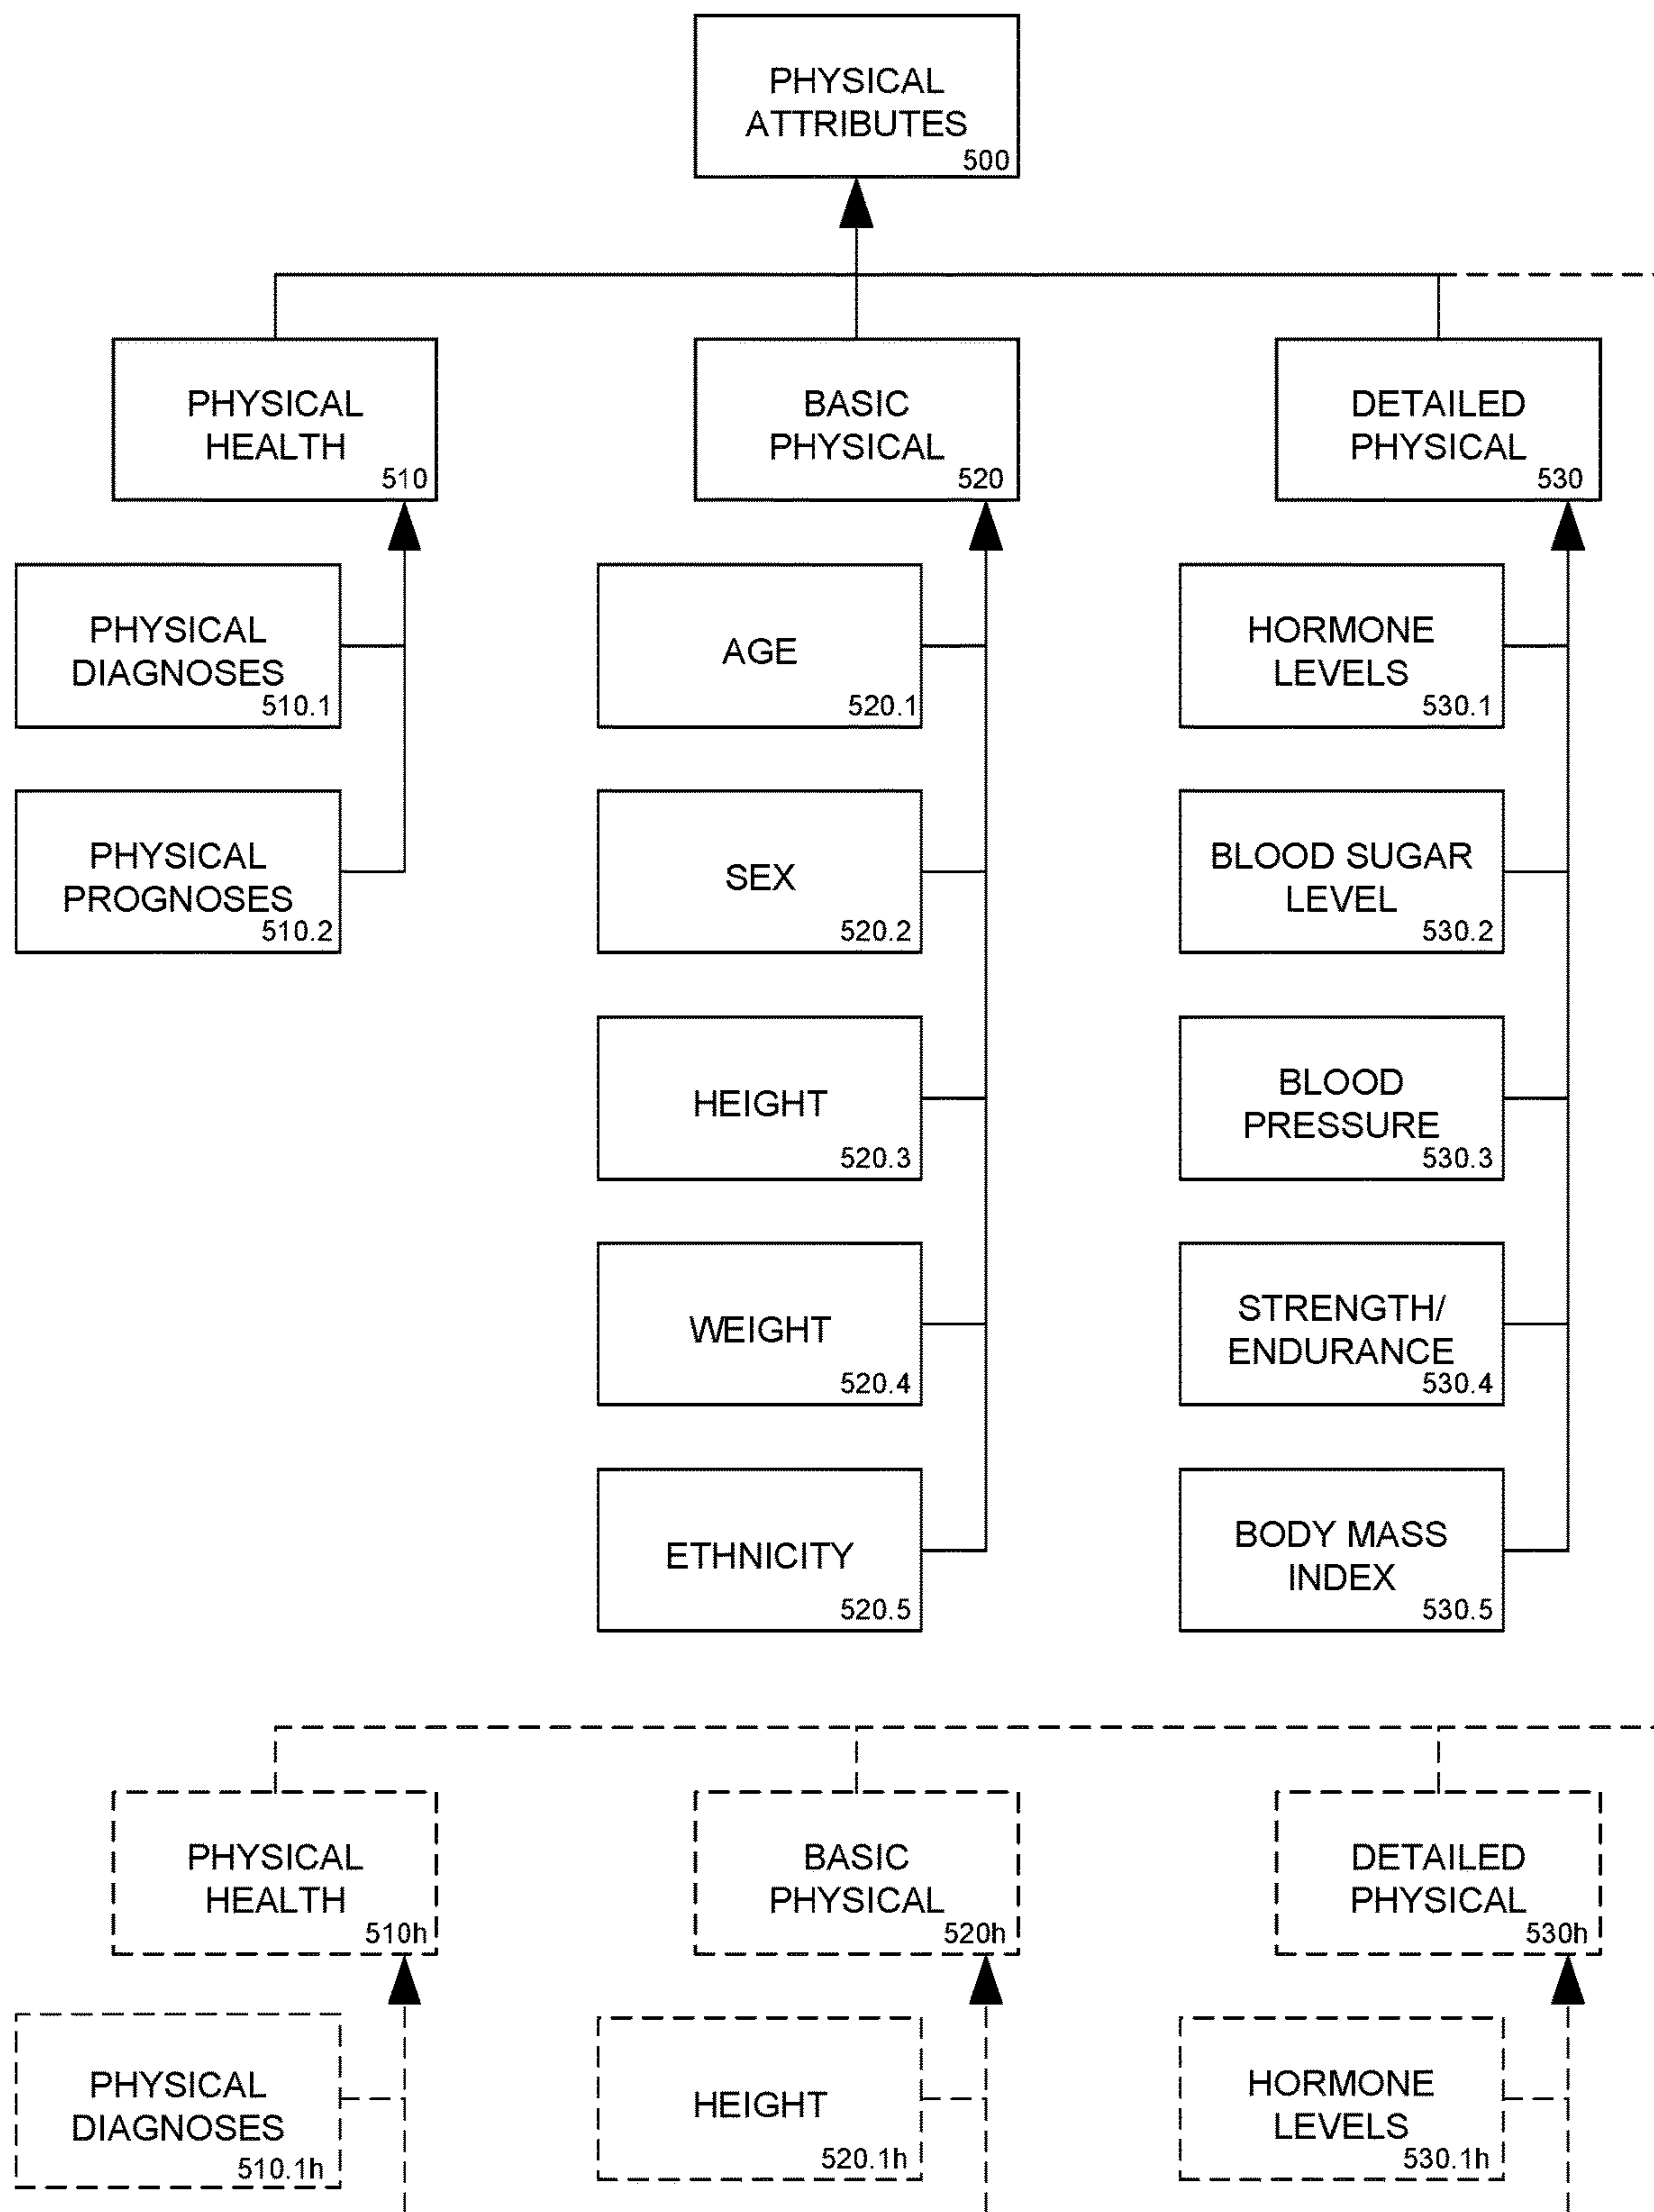 PHYSICAL
ATTRIBUTES
500
PHYSICAL
HEALTH
510
BASIC
PHYSICAL
520
DETAILED
PHYSICAL
530
PHYSICAL
DIAGNOSES
510.1
AGE
520.1
HORMONE
LEVELS
530.1
PHYSICAL
PROGNOSES
510.2
SEX
520.2
BLOOD SUGAR
LEVEL
530.2
HEIGHT
520.3
BLOOD
PRESSURE
530.3
WEIGHT
520.4
STRENGTH/
ENDURANCE
530.4
ETHNICITY
520.5
BODY MASS
INDEX
530.5
PHYSICAL
HEALTH
510h
BASIC
PHYSICAL
520h
DETAILED
PHYSICAL
530h
PHYSICAL
DIAGNOSES
510.1h
HEIGHT
520.1h
HORMONE
LEVELS
530.1h